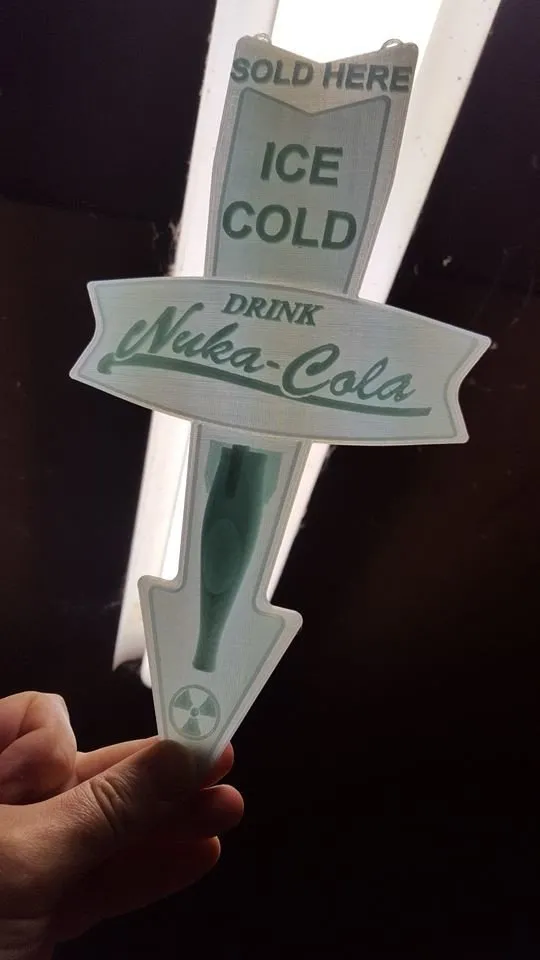 SOLD HERE
ICE
COLD
DRINK
Nuka-Cola